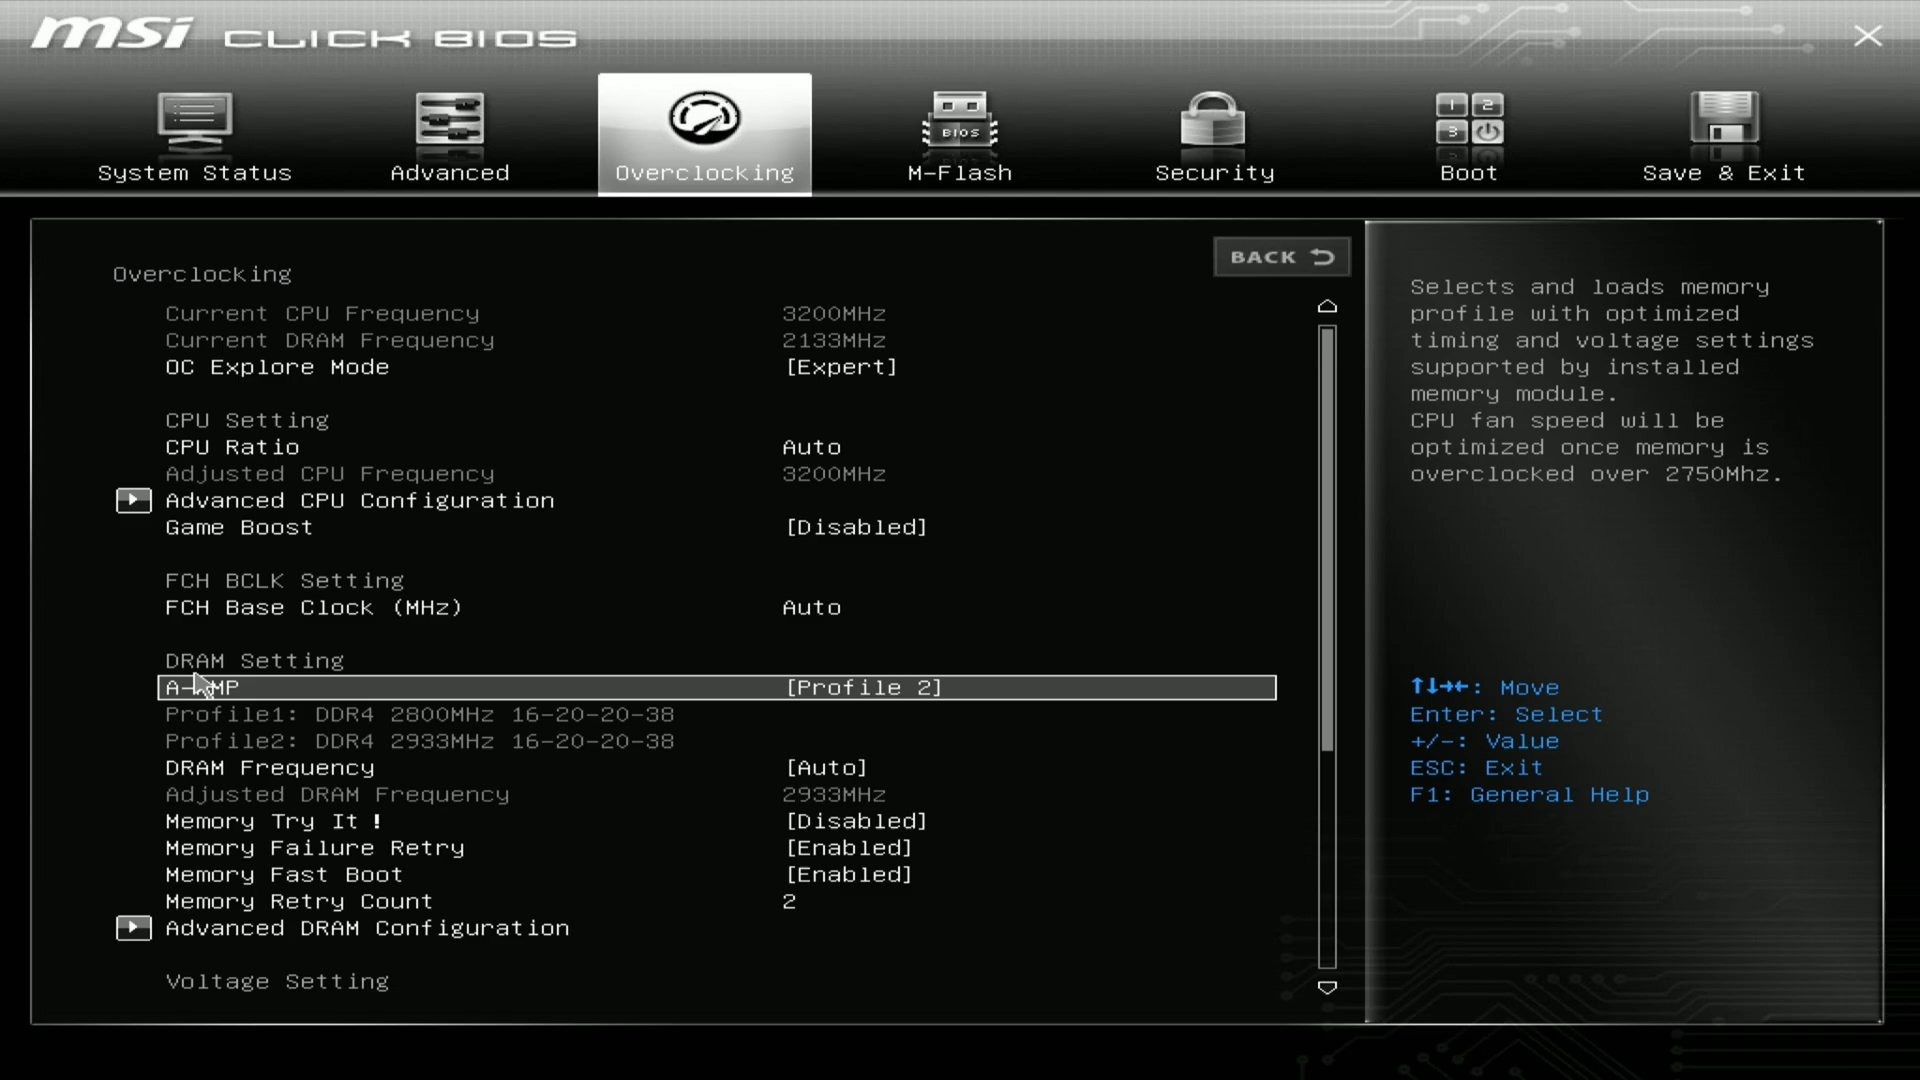 msi CLICK BIOS
System Status
Advanced
Overclocking
BIOS
M-Flash
Security
1 2
3
Boot
Save & Exit
BACK
Overclocking
Current CPU Frequency 3200MHz
Current DRAM Frequency 2133MHz
OC Explore Mode [Expert]
CPU Setting
CPU Ratio Auto
Adjusted CPU Frequency 3200MHz
Advanced CPU Configuration
Game Boost [Disabled]
FCH BCLK Setting
FCH Base Clock (MHz) Auto
DRAM Setting
A-XMP [Profile 2]
Profile1: DDR4 2800MHz 16-20-20-38
Profile2: DDR4 2933MHz 16-20-20-38
DRAM Frequency [Auto]
Adjusted DRAM Frequency 2933MHz
Memory Try It ! [Disabled]
Memory Failure Retry [Enabled]
Memory Fast Boot [Enabled]
Memory Retry Count 2
Advanced DRAM Configuration
Voltage Setting
Selects and loads memory
profile with optimized
timing and voltage settings
supported by installed
memory module.
CPU fan speed will be
optimized once memory is
overclocked over 2750Mhz.
↑↓→←: Move
Enter: Select
+/-: Value
ESC: Exit
F1: General Help